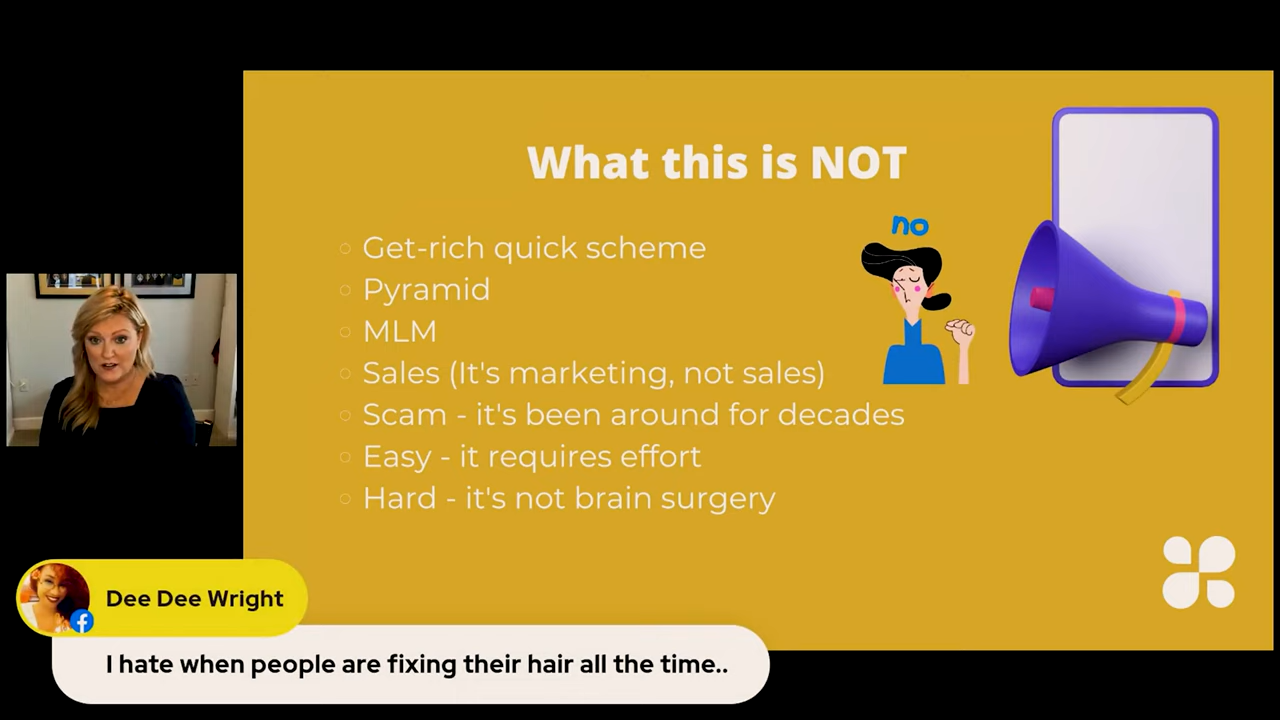 What this is NOT
no
Get-rich quick scheme
Pyramid
MLM
Sales (It's marketing, not sales)
Scam - it's been around for decades
Easy - it requires effort
Hard - it's not brain surgery
Dee Dee Wright
I hate when people are fixing their hair all the time..